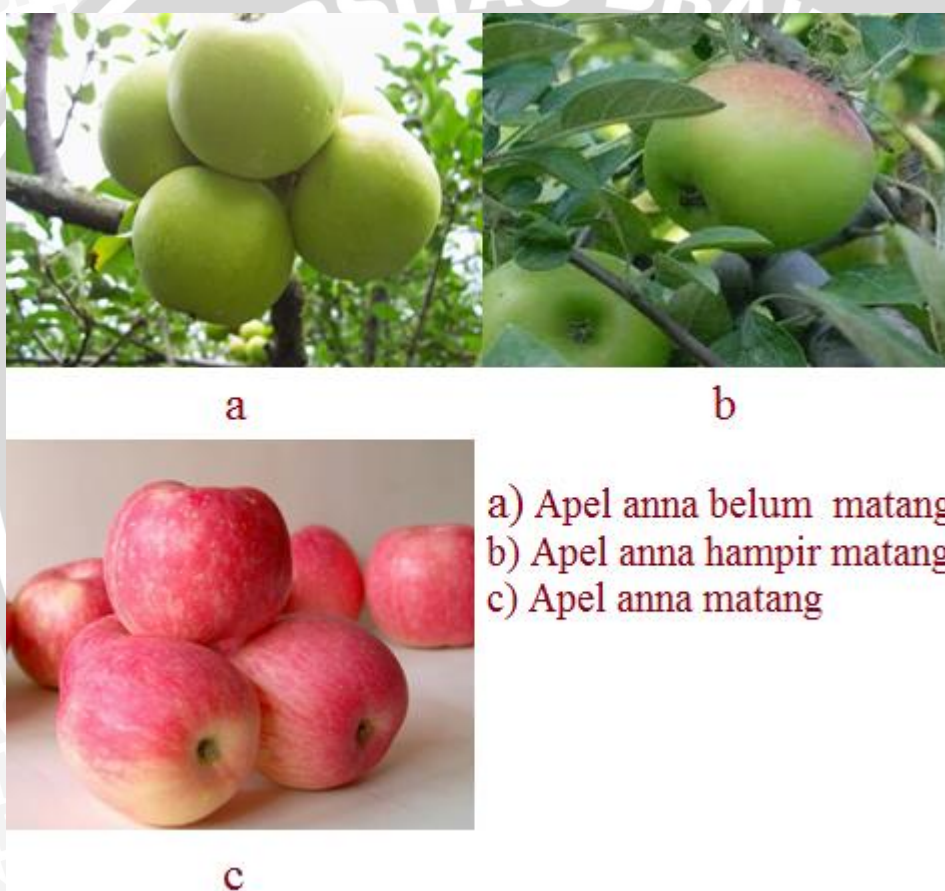 a
b
a) Apel anna belum matang
b) Apel anna hampir matang
c) Apel anna matang
c